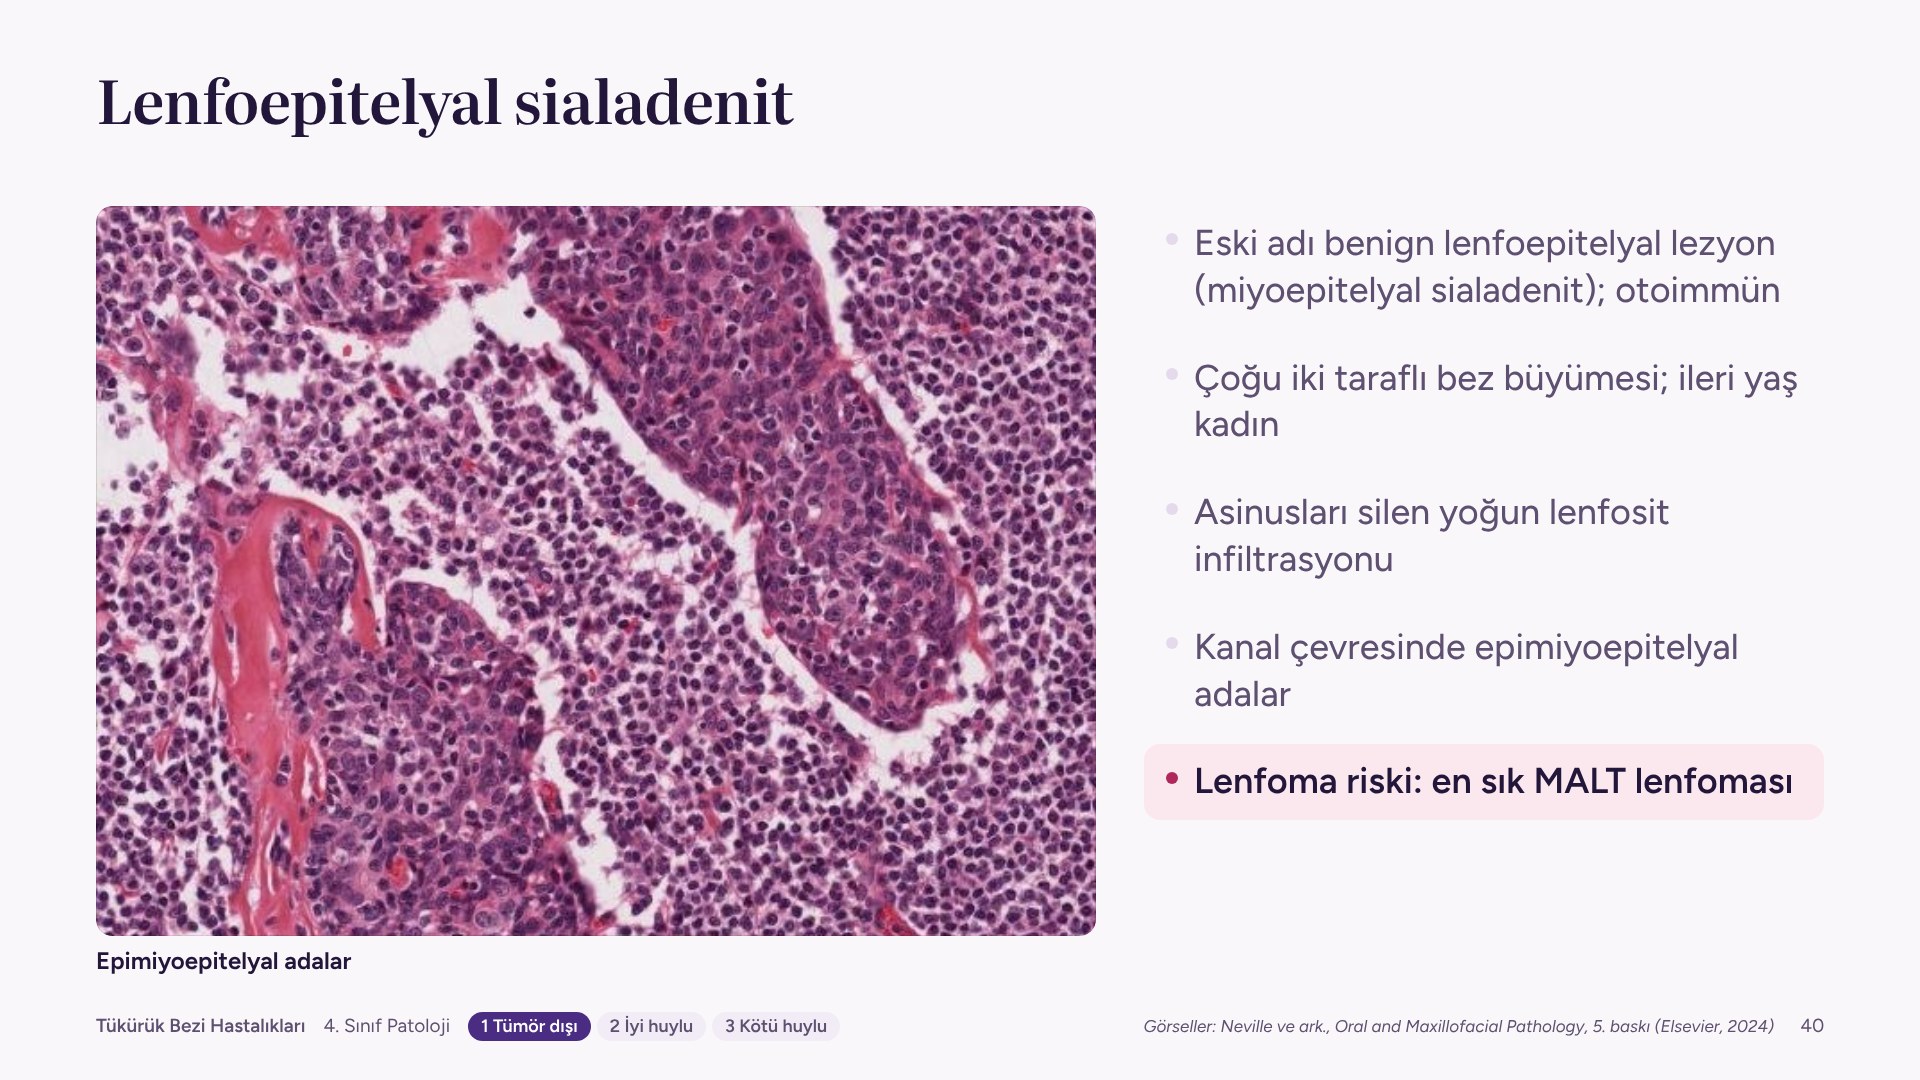 Lenfoepitelyal sialadenit
Eski adı benign lenfoepitelyal lezyon
(miyoepitelyal sialadenit); otoimmün
Çoğu iki taraflı bez büyümesi; ileri yaş
kadın
Asinusları silen yoğun lenfosit
infiltrasyonu
Kanal çevresinde epimiyoepitelyal
adalar
Lenfoma riski: en sık MALT lenfoması
Epimiyoepitelyal adalar
Tükürük Bezi Hastalıkları 4. Sınıf Patoloji 1 Tümör dışı 2 İyi huylu 3 Kötü huylu
Görseller: Neville ve ark., Oral and Maxillofacial Pathology, 5. baskı (Elsevier, 2024) 40